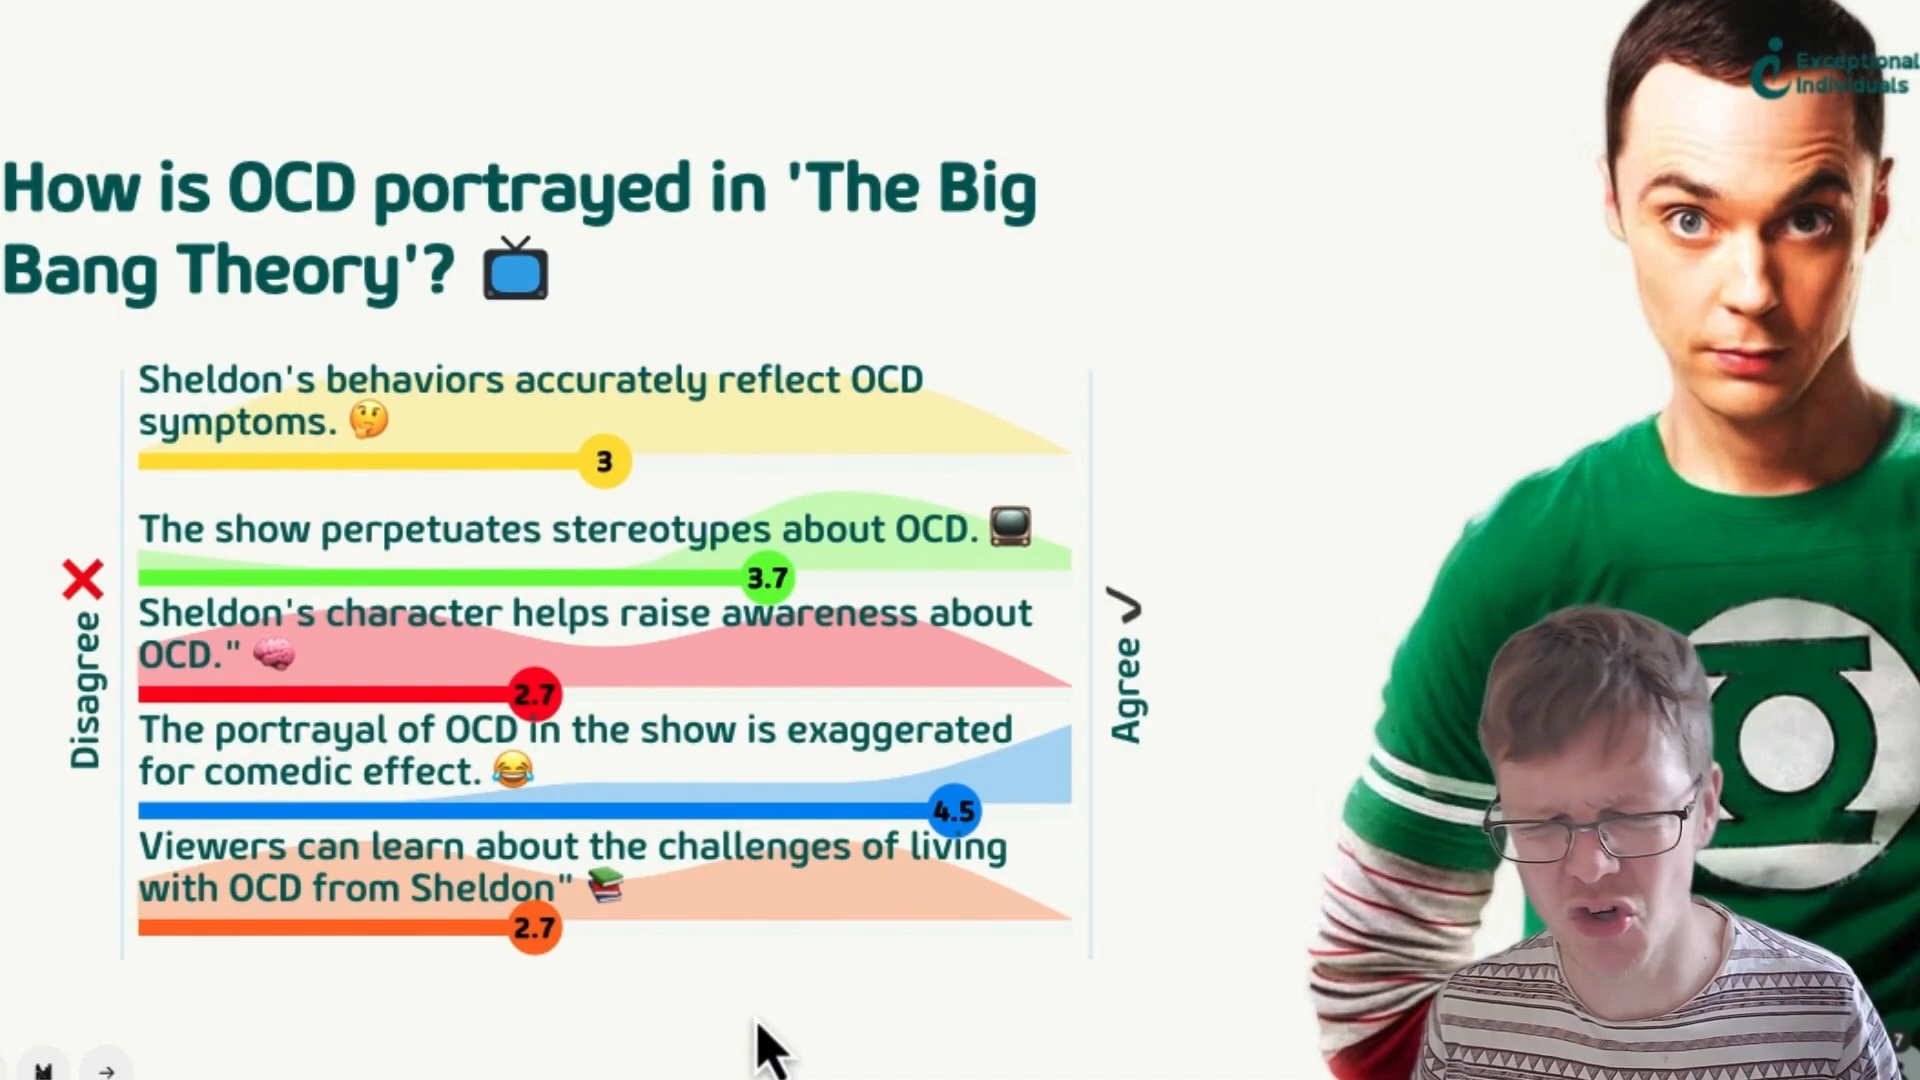 Exceptional
Individuals
How is OCD portrayed in 'The Big
Bang Theory'?
Sheldon's behaviors accurately reflect OCD
symptoms.
3
The show perpetuates stereotypes about OCD.
3.7
Sheldon's character helps raise awareness about
OCD."
2.7
The portrayal of OCD in the show is exaggerated
for comedic effect.
4.5
Viewers can learn about the challenges of living
with OCD from Sheldon"
2.7
Disagree
Agree
7